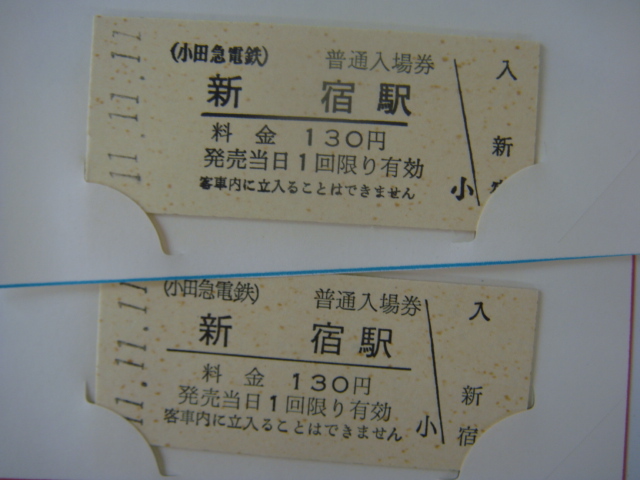 11.11.11
(小田急電鉄) 普通入場券
新宿駅
料金 130円
発売当日1回限り有効
客車内に立入ることはできません
小
入
新
11.11.11
(小田急電鉄) 普通入場券
新宿駅
料金 130円
発売当日1回限り有効
客車内に立入ることはできません
小
入
新
宿